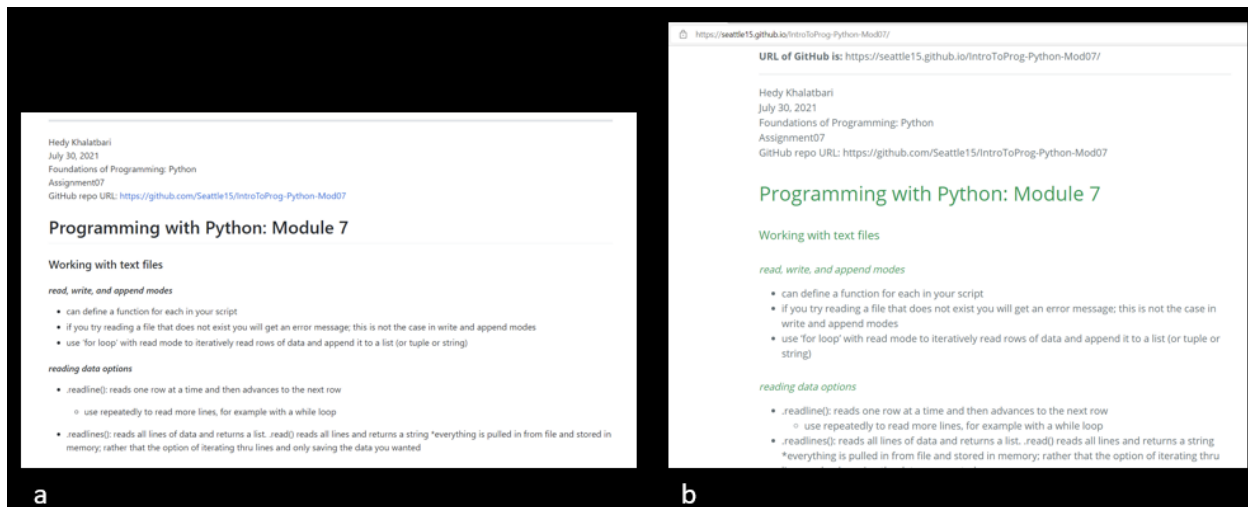 Hedy Khalatbari
July 30, 2021
Foundations of Programming: Python
Assignment07
GitHub repo URL: https://github.com/Seattle15/IntroToProg-Python-Mod07
Programming with Python: Module 7
Working with text files
read, write, and append modes
• can define a function for each in your script
• if you try reading a file that does not exist you will get an error message; this is not the case in write and append modes
• use 'for loop' with read mode to iteratively read rows of data and append it to a list (or tuple or string)
reading data options
• .readline(): reads one row at a time and then advances to the next row
○ use repeatedly to read more lines, for example with a while loop
• .readlines(): reads all lines of data and returns a list. .read() reads all lines and returns a string *everything is pulled in from file and stored in
memory; rather that the option of iterating thru lines and only saving the data you wanted
a
https://seattle15.github.io/IntroToProg-Python-Mod07/
URL of GitHub is: https://seattle15.github.io/IntroToProg-Python-Mod07/
Hedy Khalatbari
July 30, 2021
Foundations of Programming: Python
Assignment07
GitHub repo URL: https://github.com/Seattle15/IntroToProg-Python-Mod07
Programming with Python: Module 7
Working with text files
read, write, and append modes
• can define a function for each in your script
• if you try reading a file that does not exist you will get an error message; this is not the case in
write and append modes
• use 'for loop' with read mode to iteratively read rows of data and append it to a list (or tuple or
string)
reading data options
• .readline(): reads one row at a time and then advances to the next row
○ use repeatedly to read more lines, for example with a while loop
• .readlines(): reads all lines of data and returns a list. .read() reads all lines and returns a string
*everything is pulled in from file and stored in memory; rather that the option of iterating thru
b